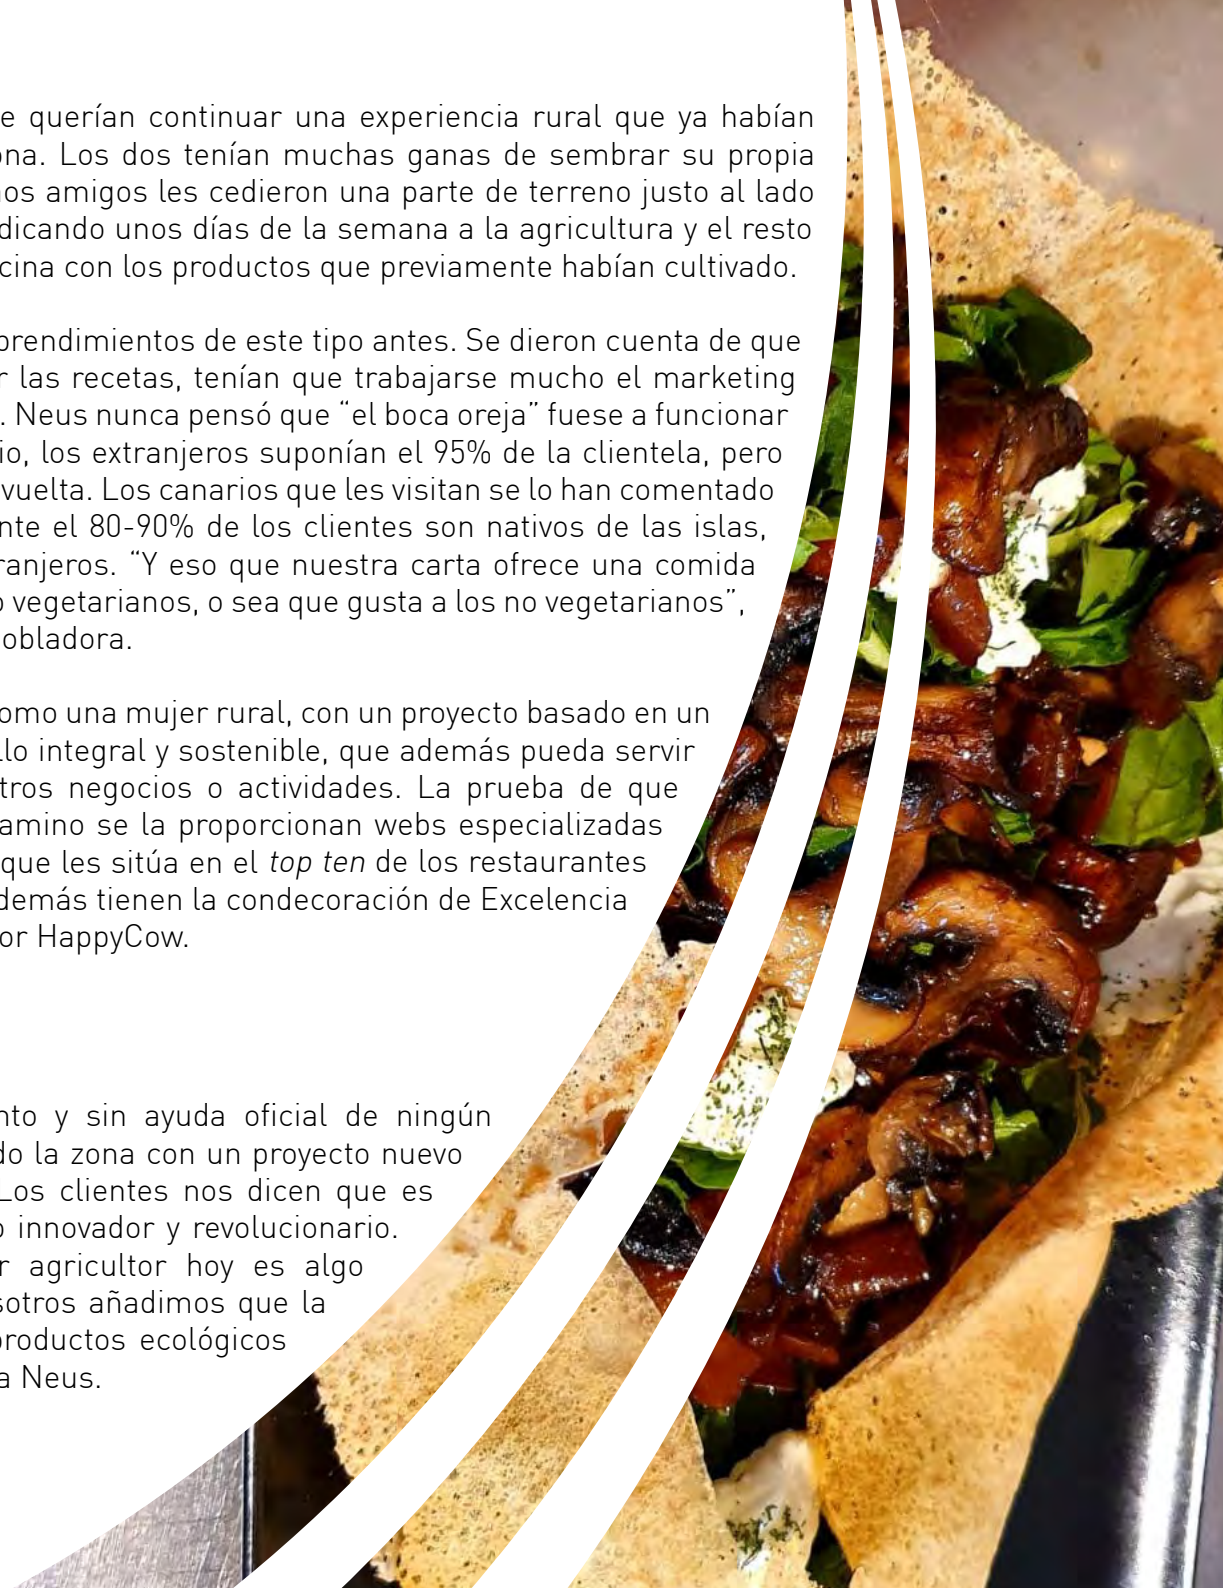 e querían continuar una experiencia rural que ya habían
ona. Los dos tenían muchas ganas de sembrar su propia
nos amigos les cedieron una parte de terreno justo al lado
dicando unos días de la semana a la agricultura y el resto
cina con los productos que previamente habían cultivado.
prendimientos de este tipo antes. Se dieron cuenta de que
r las recetas, tenían que trabajarse mucho el marketing
. Neus nunca pensó que “el boca oreja” fuese a funcionar
io, los extranjeros suponían el 95% de la clientela, pero
vuelta. Los canarios que les visitan se lo han comentado
nte el 80-90% de los clientes son nativos de las islas,
ranjeros. “Y eso que nuestra carta ofrece una comida
o vegetarianos, o sea que gusta a los no vegetarianos”,
obladora.
omo una mujer rural, con un proyecto basado en un
llo integral y sostenible, que además pueda servir
tros negocios o actividades. La prueba de que
amino se la proporcionan webs especializadas
que les sitúa en el top ten de los restaurantes
demás tienen la condecoración de Excelencia
or HappyCow.
nto y sin ayuda oficial de ningún
do la zona con un proyecto nuevo
Los clientes nos dicen que es
o innovador y revolucionario.
r agricultor hoy es algo
sotros añadimos que la
productos ecológicos
a Neus.